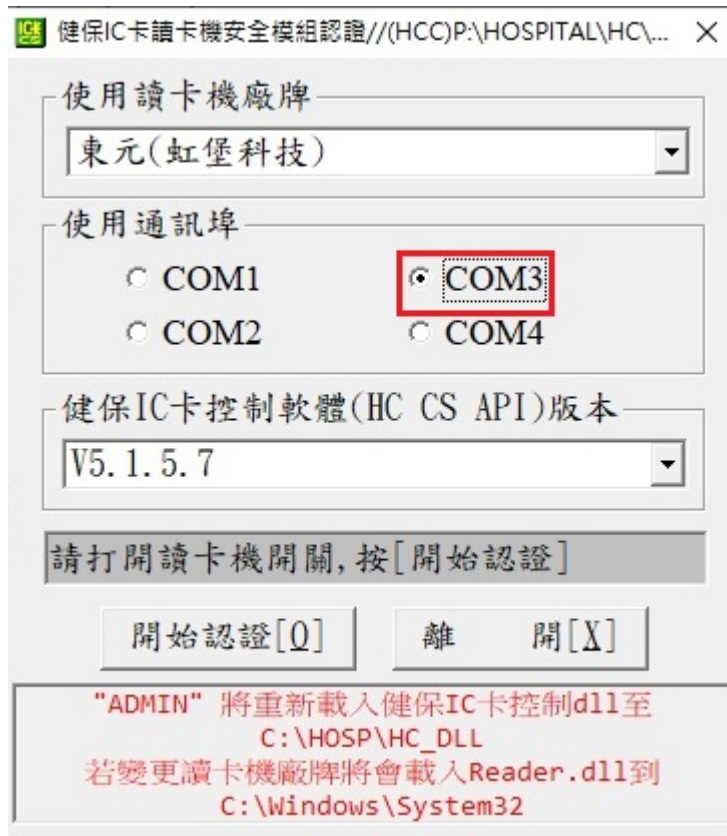 健保IC卡讀卡機安全模組認證//(HCC)P:\HOSPITAL\HC\...
使用讀卡機廠牌
東元(虹堡科技)
使用通訊埠
COM1 COM3
COM2 COM4
健保IC卡控制軟體(HC CS API)版本
V5.1.5.7
請打開讀卡機開關,按[開始認證]
開始認證[O] 離 開[X]
"ADMIN" 將重新載入健保IC卡控制dll至
C:\HOSP\HC_DLL
若變更讀卡機廠牌將會載入Reader.dll到
C:\Windows\System32